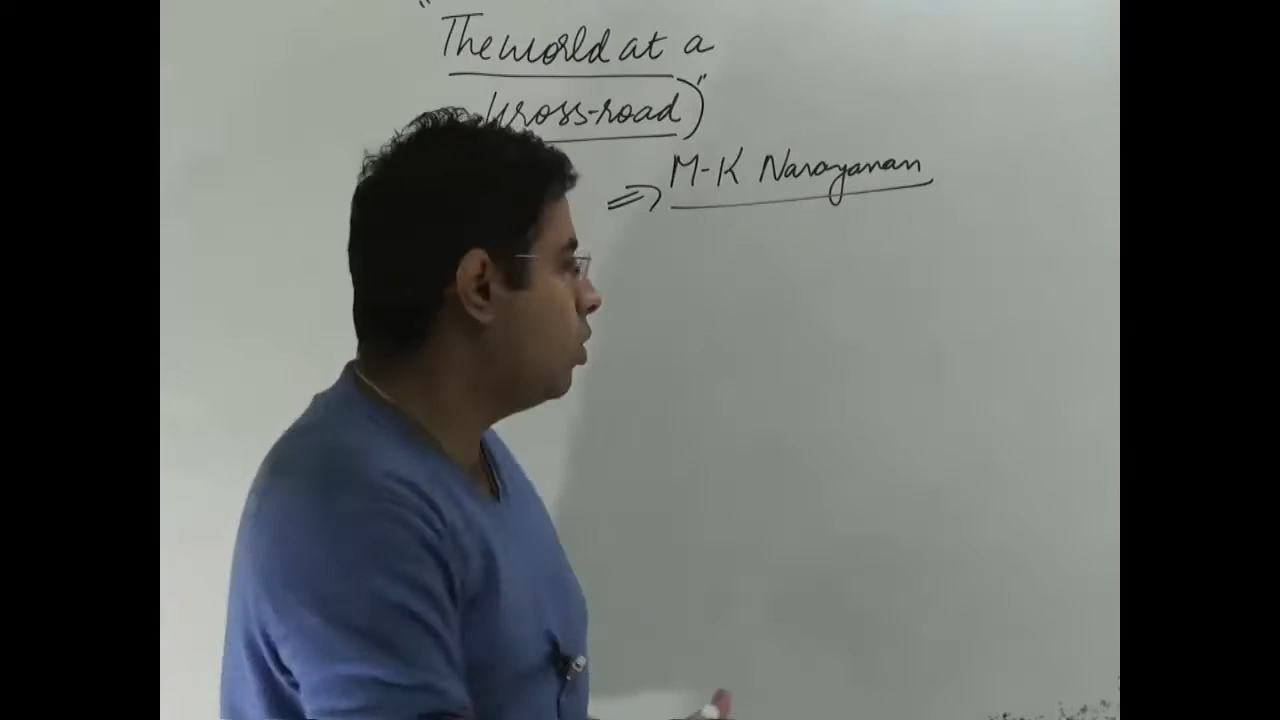 "The world at a
cross-road)"
⇒ M-K Narayanan